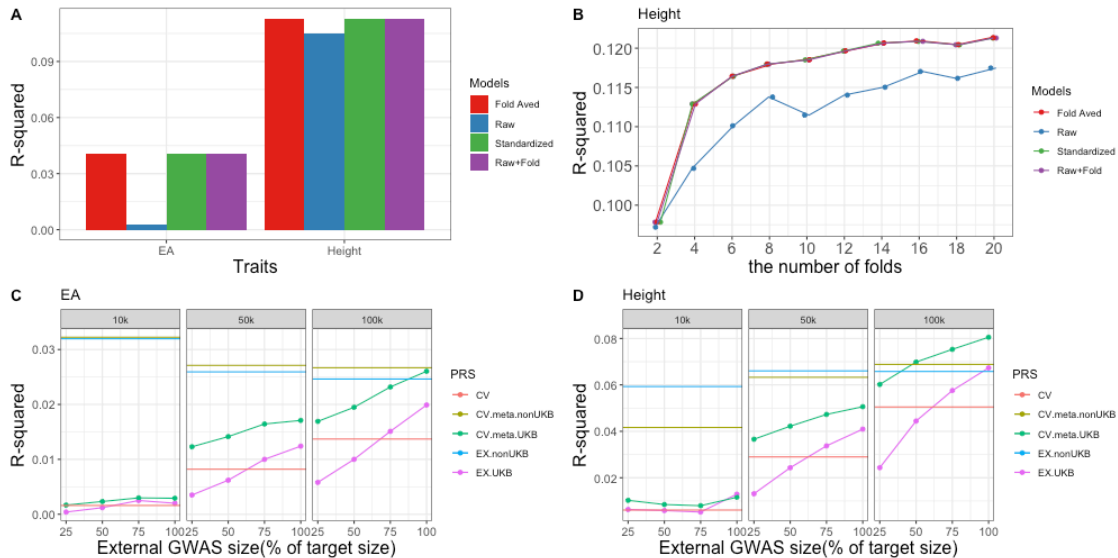 A
R-squared
0.09
0.06
0.03
0.00
EA
Height
Traits
Models
Fold Aved
Raw
Standardized
Raw+Fold
B
Height
R-squared
0.120
0.115
0.110
0.105
0.100
2 4 6 8 10 12 14 16 18 20
the number of folds
Models
Fold Aved
Raw
Standardized
Raw+Fold
C
EA
10k 50k 100k
R-squared
0.03
0.02
0.01
0.00
25 50 75 100 25 50 75 100 25 50 75 100
External GWAS size(% of target size)
PRS
CV
CV.meta.nonUKB
CV.meta.UKB
EX.nonUKB
EX.UKB
D
Height
10k 50k 100k
R-squared
0.08
0.06
0.04
0.02
25 50 75 100 25 50 75 100 25 50 75 100
External GWAS size(% of target size)
PRS
CV
CV.meta.nonUKB
CV.meta.UKB
EX.nonUKB
EX.UKB